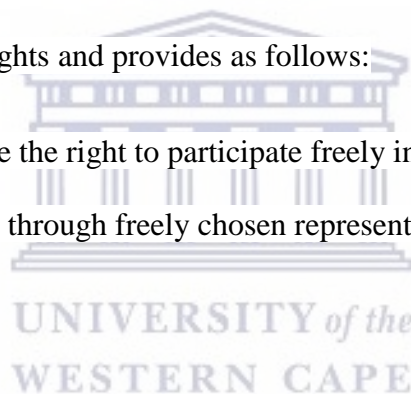 ghts and provides as follows:
e the right to participate freely in
through freely chosen represent
UNIVERSITY of the
WESTERN CAPE